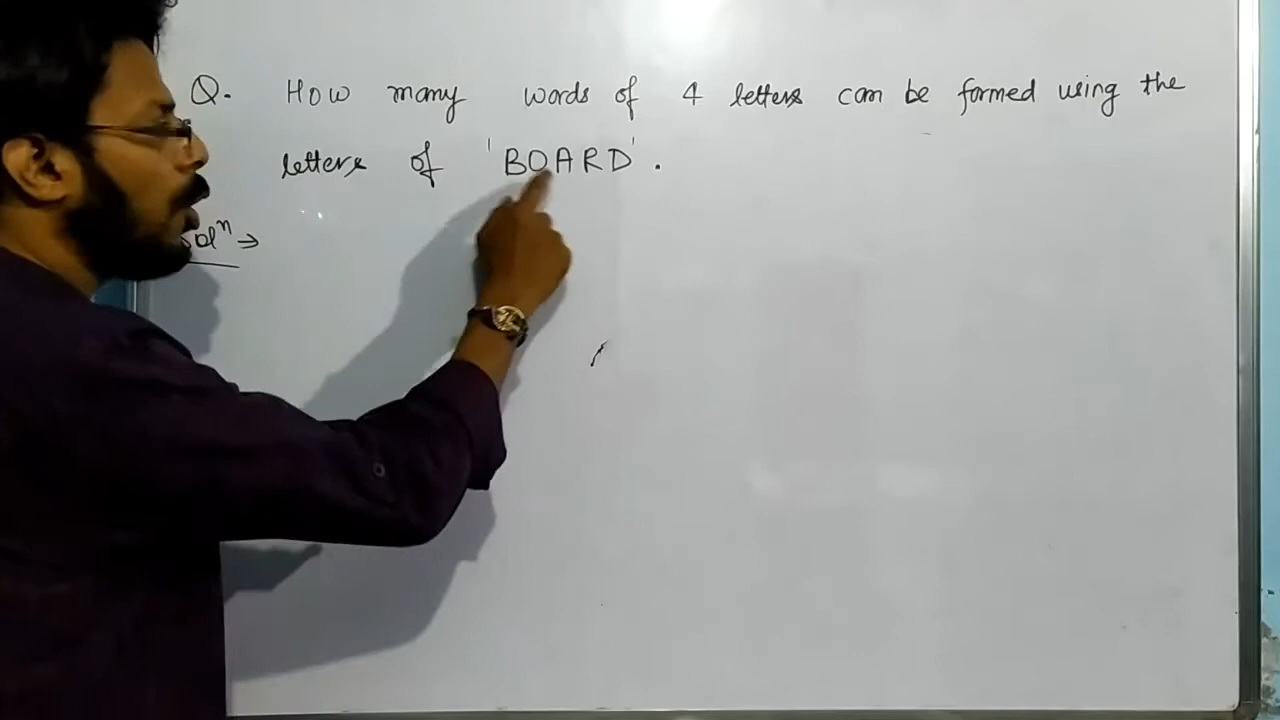 Q. How many words of 4 letters can be formed using the
letters of 'BOARD'.
Solⁿ →